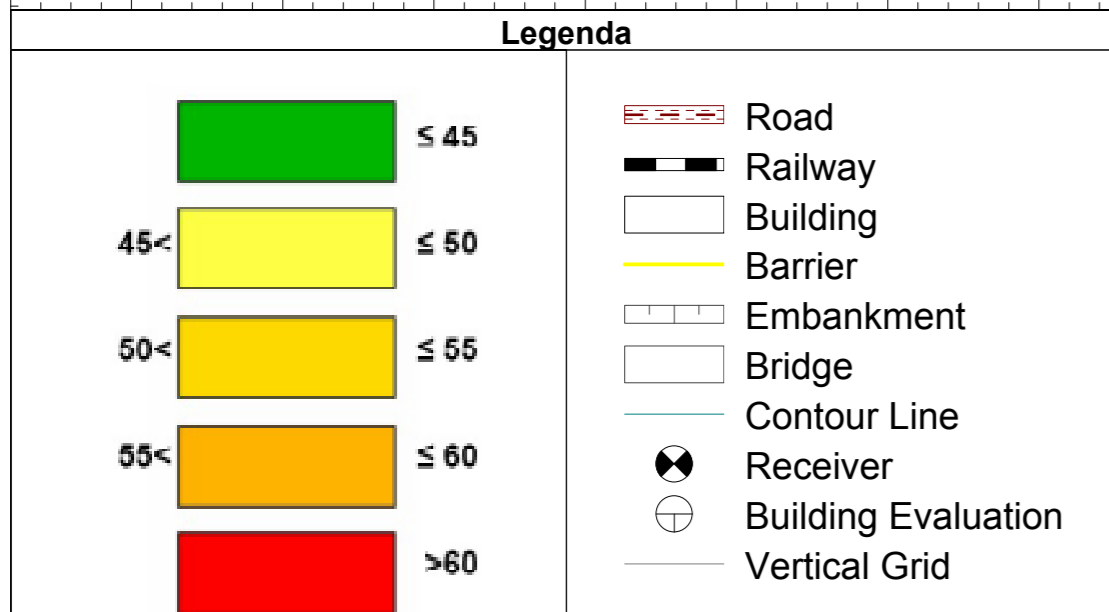 Legenda
≤ 45
45< ≤ 50
50< ≤ 55
55< ≤ 60
>60
Road
Railway
Building
Barrier
Embankment
Bridge
Contour Line
Receiver
Building Evaluation
Vertical Grid